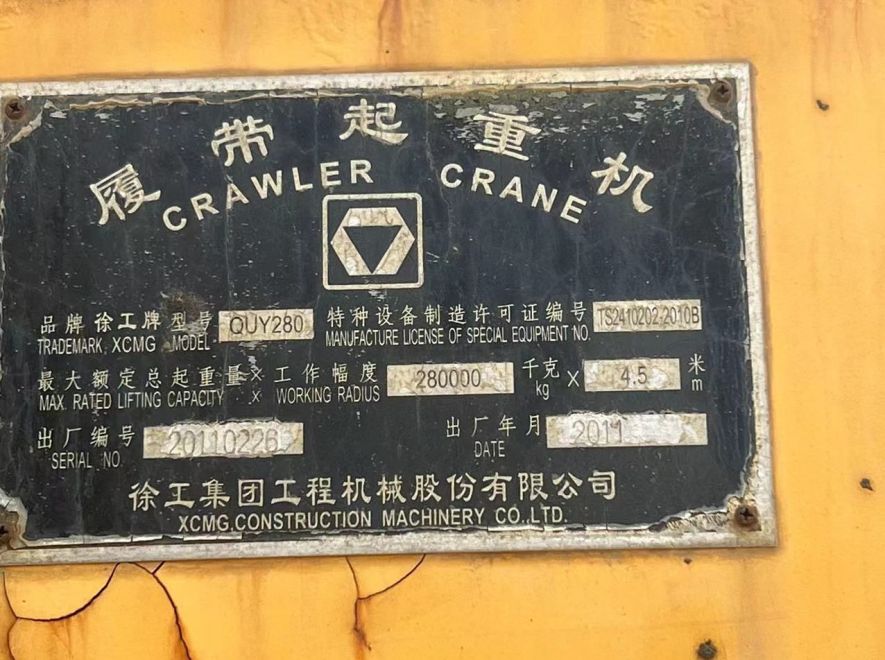 履带起重机
CRAWLER CRANE
品牌 徐工牌 型号 QUY280 特种设备制造许可证编号 TS2410202-2010B
TRADEMARK XCMG MODEL MANUFACTURE LICENSE OF SPECIAL EQUIPMENT NO.
最大额定总起重量× 工作幅度 280000 千克 × 4.5 米
MAX. RATED LIFTING CAPACITY × WORKING RADIUS kg m
出厂编号 20110226 出厂年月 2011
SERIAL NO. DATE
徐工集团工程机械股份有限公司
XCMG.CONSTRUCTION MACHINERY CO.,LTD.